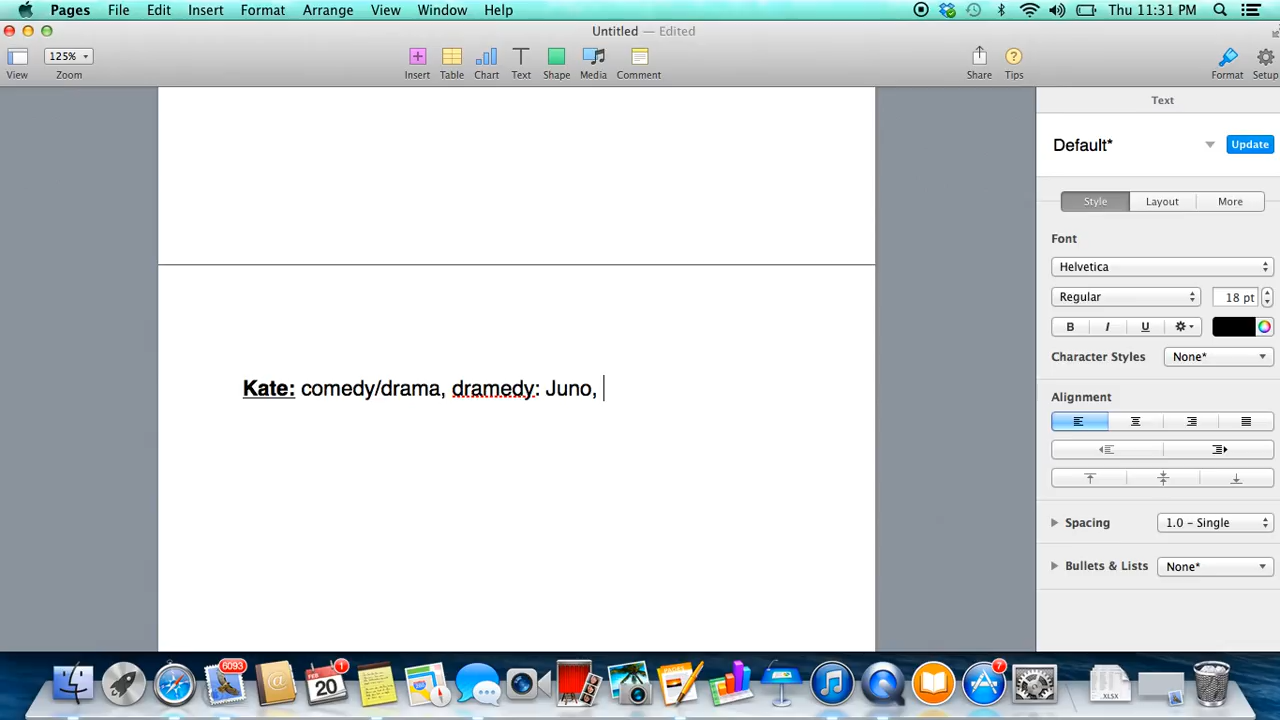 Pages File Edit Insert Format Arrange View Window Help Thu 11:31 PM
Untitled — Edited
125%
View Zoom Insert Table Chart Text Shape Media Comment Share Tips Format Setup
Text
Default* Update
Style Layout More
Font
Helvetica
Regular 18 pt
B I U
Character Styles None*
Kate: comedy/drama, dramedy: Juno,
Alignment
Spacing 1.0 – Single
Bullets & Lists None*
6093 1 7
20
PAGES
.XLSX